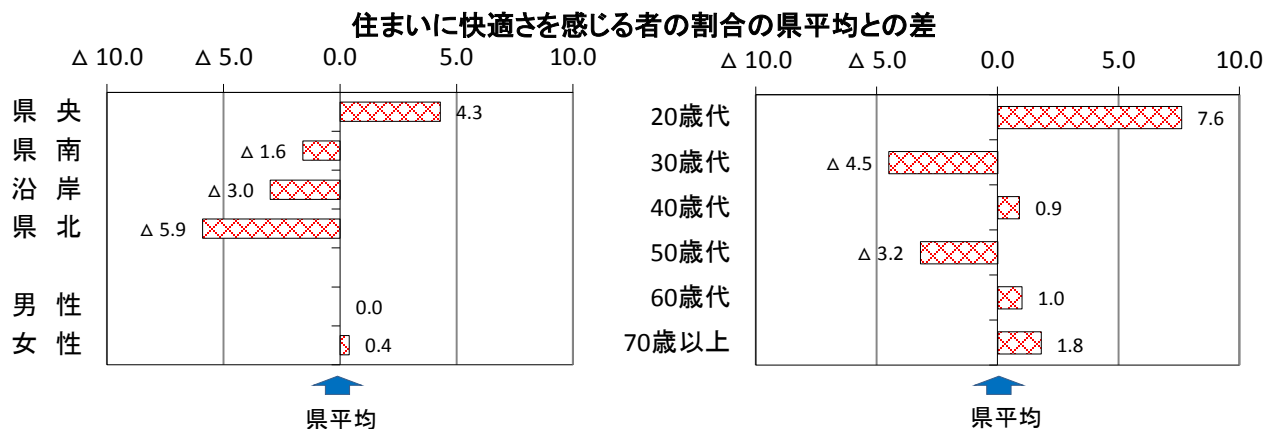 住まいに快適さを感じる者の割合の県平均との差
△ 10.0 △ 5.0 0.0 5.0 10.0
県 央 4.3
県 南 △ 1.6
沿 岸 △ 3.0
県 北 △ 5.9
男 性 0.0
女 性 0.4
県平均
△ 10.0 △ 5.0 0.0 5.0 10.0
20歳代 7.6
30歳代 △ 4.5
40歳代 0.9
50歳代 △ 3.2
60歳代 1.0
70歳以上 1.8
県平均